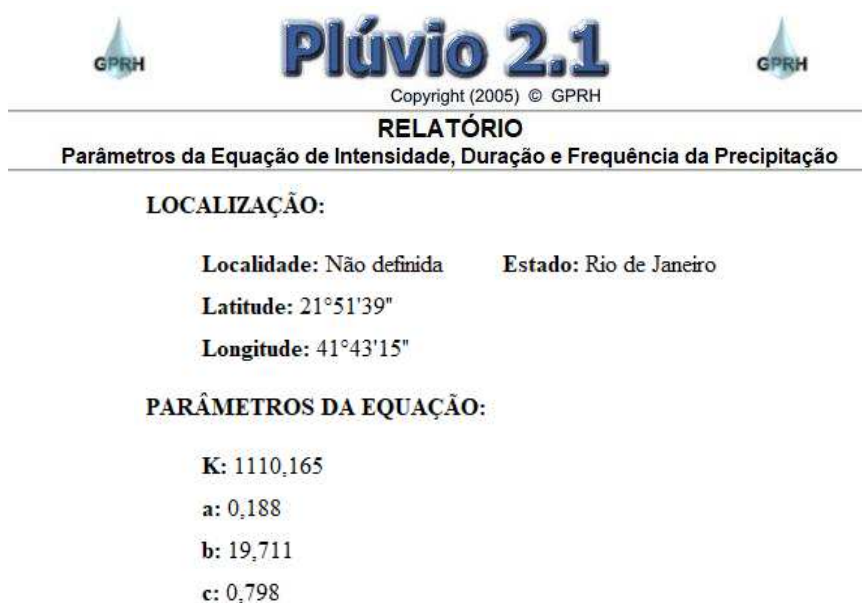 GPRH
Plúvio 2.1
GPRH
Copyright (2005) © GPRH
RELATÓRIO
Parâmetros da Equação de Intensidade, Duração e Frequência da Precipitação
LOCALIZAÇÃO:
Localidade: Não definida Estado: Rio de Janeiro
Latitude: 21°51'39"
Longitude: 41°43'15"
PARÂMETROS DA EQUAÇÃO:
K: 1110,165
a: 0,188
b: 19,711
c: 0,798